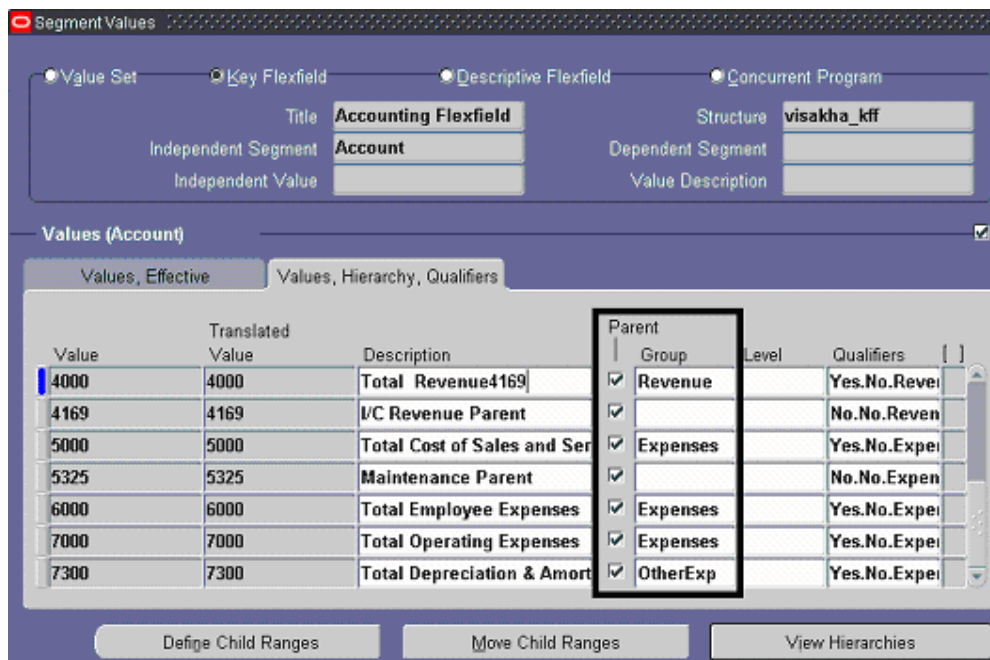 Segment Values
Value Set Key Flexfield Descriptive Flexfield Concurrent Program
Title Accounting Flexfield Structure visakha_kff
Independent Segment Account Dependent Segment
Independent Value Value Description
Values (Account)
Values, Effective Values, Hierarchy, Qualifiers
Parent
Translated
Value Value Description Group Level Qualifiers [ ]
4000 4000 Total Revenue4169 Revenue Yes.No.Rever
4169 4169 I/C Revenue Parent No.No.Reven
5000 5000 Total Cost of Sales and Ser Expenses Yes.No.Exper
5325 5325 Maintenance Parent No.No.Expen
6000 6000 Total Employee Expenses Expenses Yes.No.Exper
7000 7000 Total Operating Expenses Expenses Yes.No.Exper
7300 7300 Total Depreciation & Amort OtherExp Yes.No.Exper
Define Child Ranges Move Child Ranges View Hierarchies